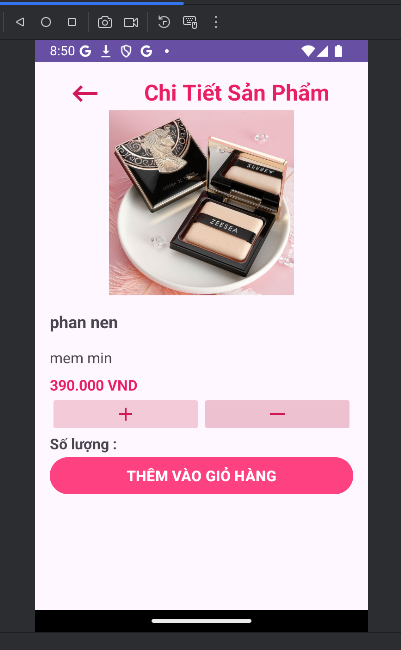 8:50
Chi Tiết Sản Phẩm
ZEESEA
phan nen
mem min
390.000 VND
Số lượng :
THÊM VÀO GIỎ HÀNG